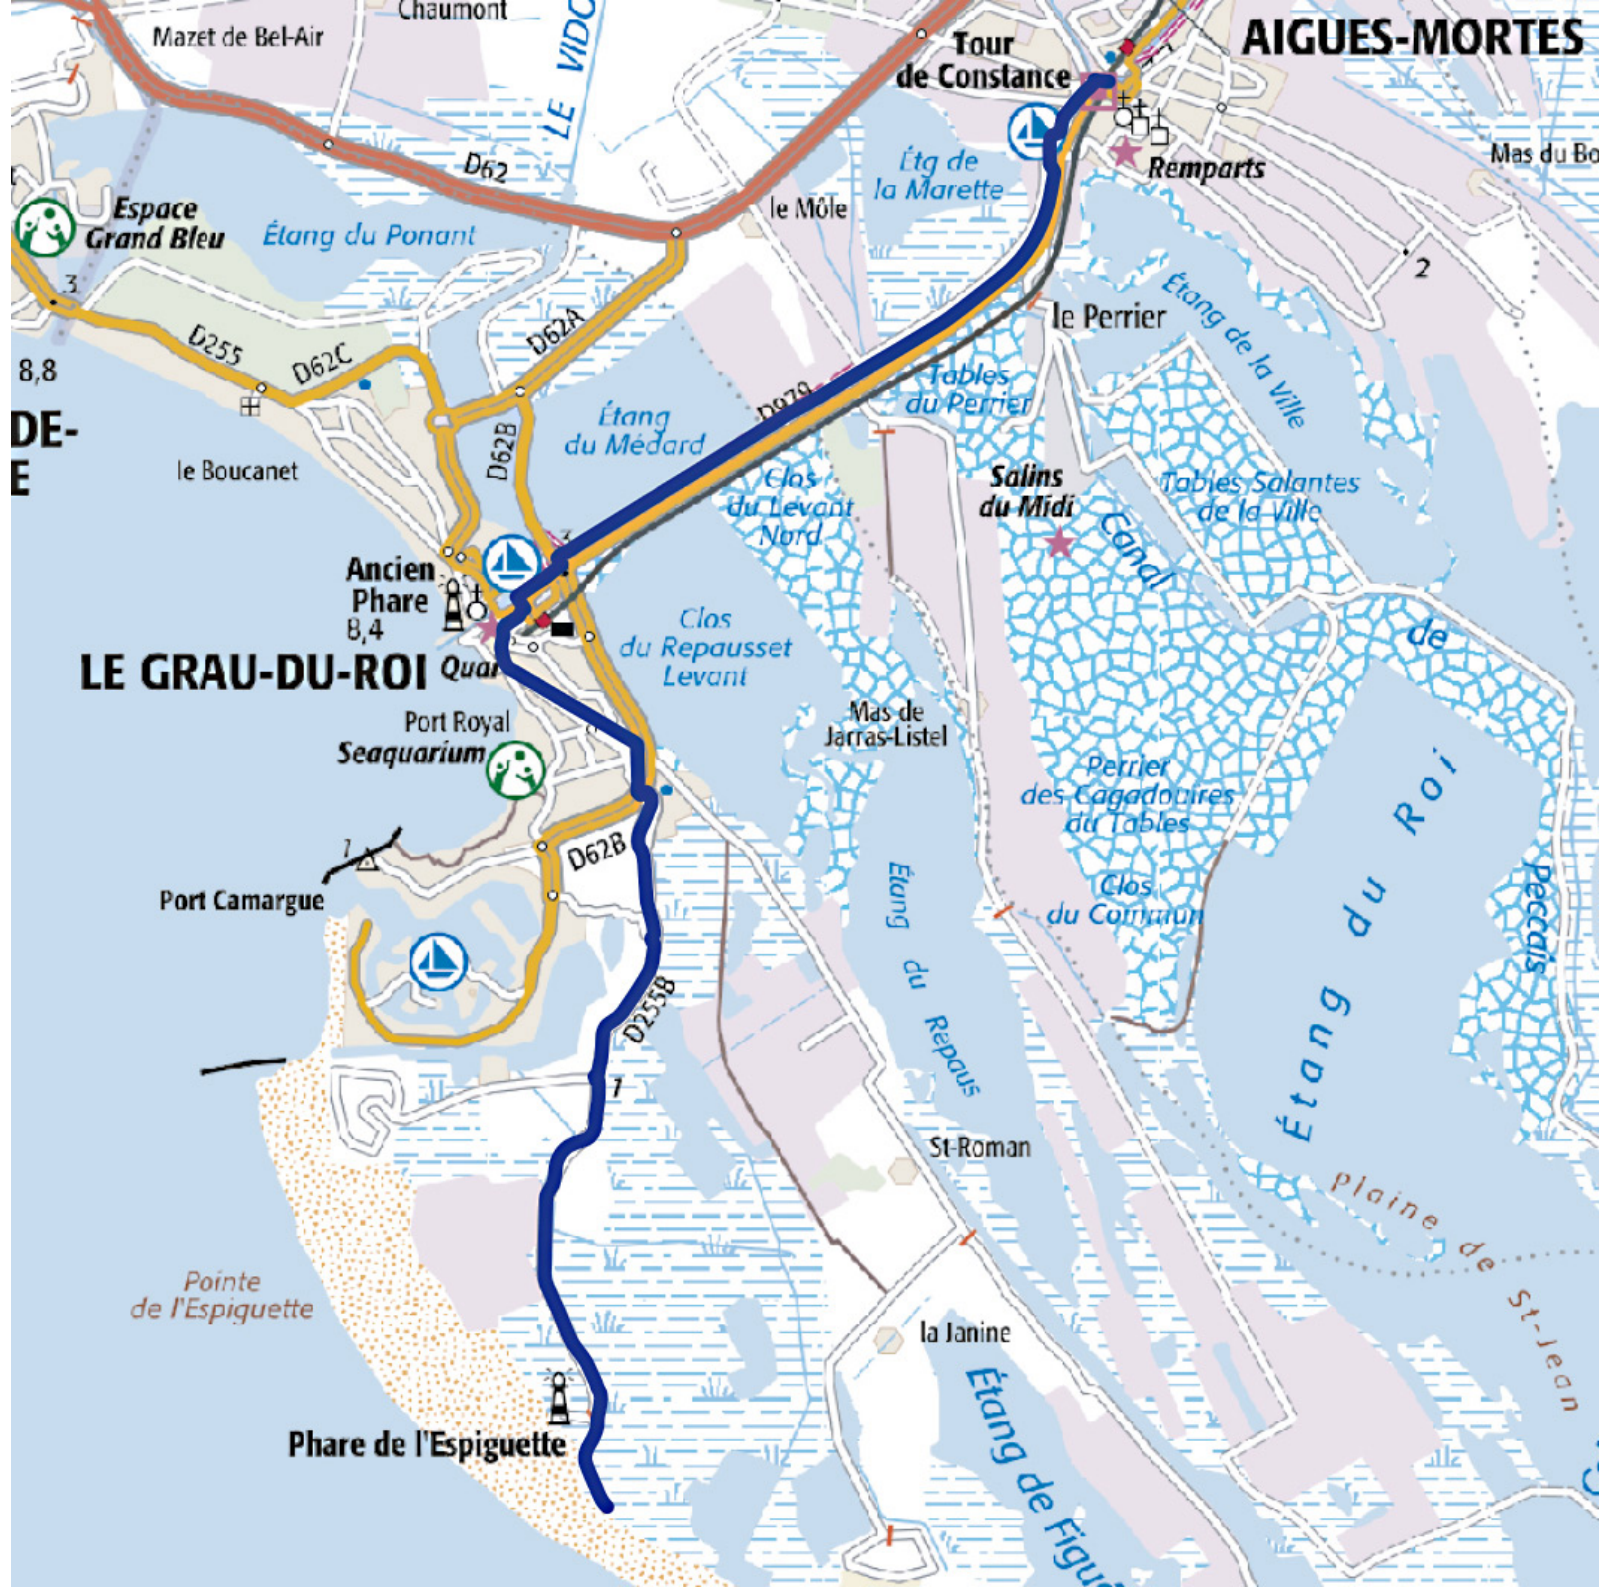 Chaumont
Mazet de Bel-Air
LE VIDO
Tour
de Constance
AIGUES-MORTES
Mas du Bo
Remparts
Étg de
la Marette
D62
le Môle
Espace
Grand Bleu
Étang du Ponant
3
2
Étang de la Ville
le Perrier
D62A
D255
D62C
8,8
DE-
E
Tables
du Perrier
D979
Étang
du Médard
D62B
le Boucanet
Clos
du Levant
Nord
Salins
du Midi
Tables Salantes
de la Ville
Canal
de
Peccais
Ancien
Phare
8,4
Clos
du Repausset
Levant
LE GRAU-DU-ROI
Quai
Port Royal
Seaquarium
Mas de
Jarras-Listel
Perrier
des Cagadouires
du Tables
Étang du Roi
1
D62B
Clos
du Commun
Port Camargue
Étang du Repaus
D255B
1
St-Roman
plaine de St-Jean
Pointe
de l'Espiguette
la Janine
Étang de Figu
Phare de l'Espiguette